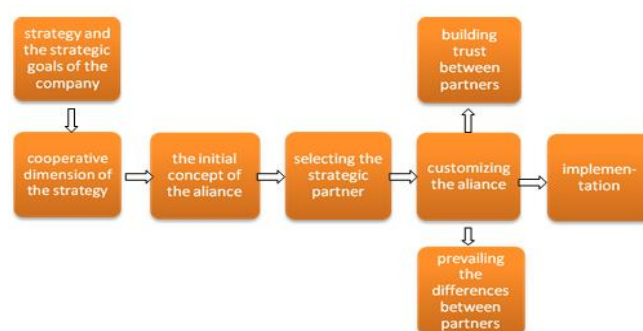 strategy and
the strategic
goals of the
company
building
trust
between
partners
cooperative
dimension of
the strategy
the initial
concept of
the aliance
selecting the
strategic
partner
customizing
the aliance
implemen-
tation
prevailing
the
differences
between
partners